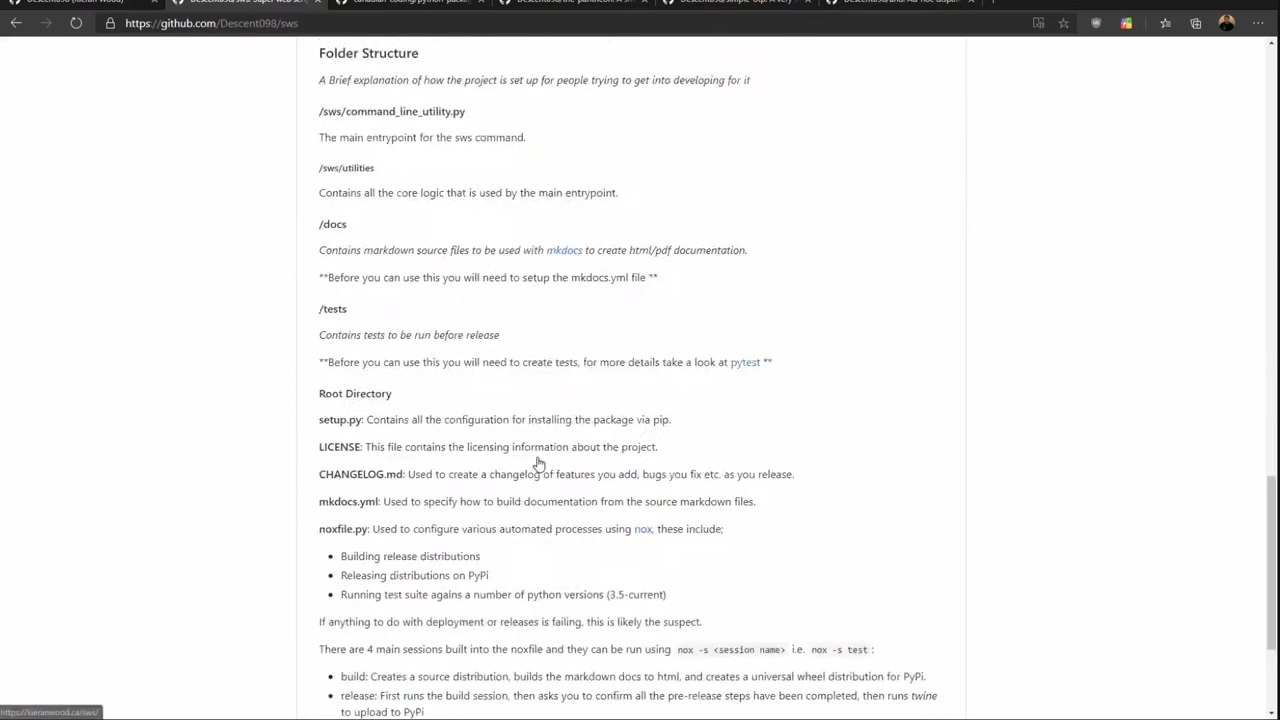 https://github.com/Descent098/sws
Folder Structure
A Brief explanation of how the project is set up for people trying to get into developing for it
/sws/command_line_utility.py
The main entrypoint for the sws command.
/sws/utilities
Contains all the core logic that is used by the main entrypoint.
/docs
Contains markdown source files to be used with mkdocs to create html/pdf documentation.
**Before you can use this you will need to setup the mkdocs.yml file **
/tests
Contains tests to be run before release
**Before you can use this you will need to create tests, for more details take a look at pytest **
Root Directory
setup.py: Contains all the configuration for installing the package via pip.
LICENSE: This file contains the licensing information about the project.
CHANGELOG.md: Used to create a changelog of features you add, bugs you fix etc. as you release.
mkdocs.yml: Used to specify how to build documentation from the source markdown files.
noxfile.py: Used to configure various automated processes using nox, these include;
• Building release distributions
• Releasing distributions on PyPi
• Running test suite agains a number of python versions (3.5-current)
If anything to do with deployment or releases is failing, this is likely the suspect.
There are 4 main sessions built into the noxfile and they can be run using nox -s <session name> i.e. nox -s test :
• build: Creates a source distribution, builds the markdown docs to html, and creates a universal wheel distribution for PyPi.
• release: First runs the build session, then asks you to confirm all the pre-release steps have been completed, then runs twine
to upload to PyPi
https://kieranwood.ca/sws/